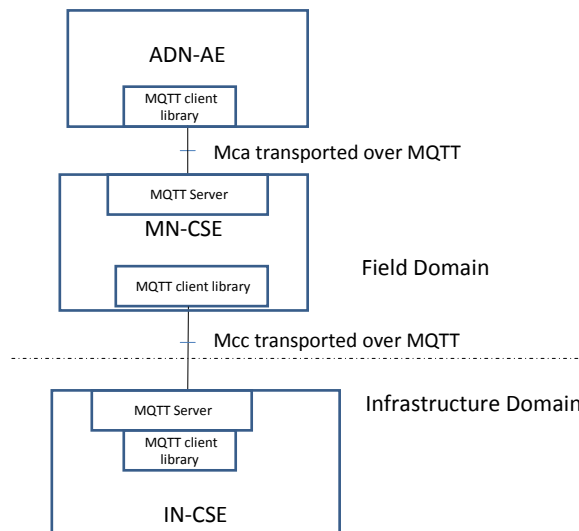 ADN-AE
MQTT client
library
Mca transported over MQTT
MQTT Server
MN-CSE
Field Domain
MQTT client library
Mcc transported over MQTT
Infrastructure Domain
MQTT Server
MQTT client
library
IN-CSE